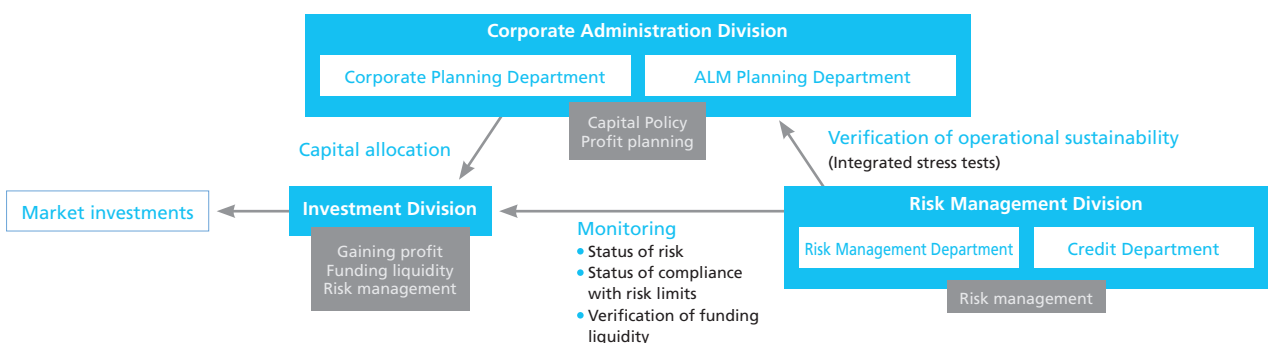 Corporate Administration Division
Corporate Planning Department
ALM Planning Department
Capital Policy
Profit planning
Capital allocation
Verification of operational sustainability
(Integrated stress tests)
Market investments
Investment Division
Gaining profit
Funding liquidity
Risk management
Monitoring
• Status of risk
• Status of compliance
with risk limits
• Verification of funding
liquidity
Risk Management Division
Risk Management Department
Credit Department
Risk management